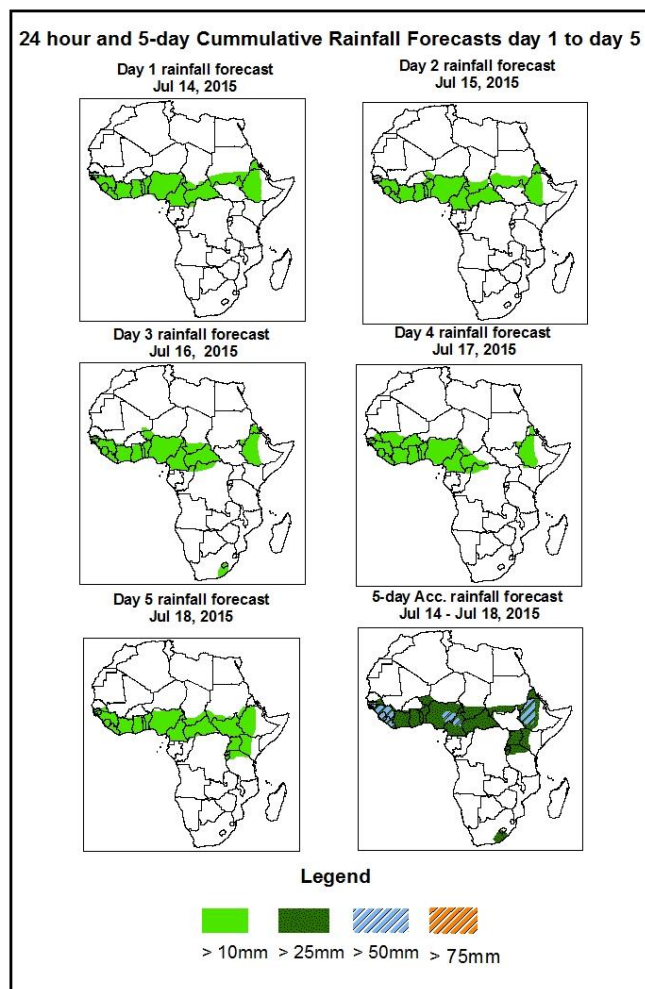 24 hour and 5-day Cummulative Rainfall Forecasts day 1 to day 5
Day 1 rainfall forecast
Jul 14, 2015
Day 2 rainfall forecast
Jul 15, 2015
Day 3 rainfall forecast
Jul 16, 2015
Day 4 rainfall forecast
Jul 17, 2015
Day 5 rainfall forecast
Jul 18, 2015
5-day Acc. rainfall forecast
Jul 14 - Jul 18, 2015
Legend
> 10mm > 25mm > 50mm > 75mm